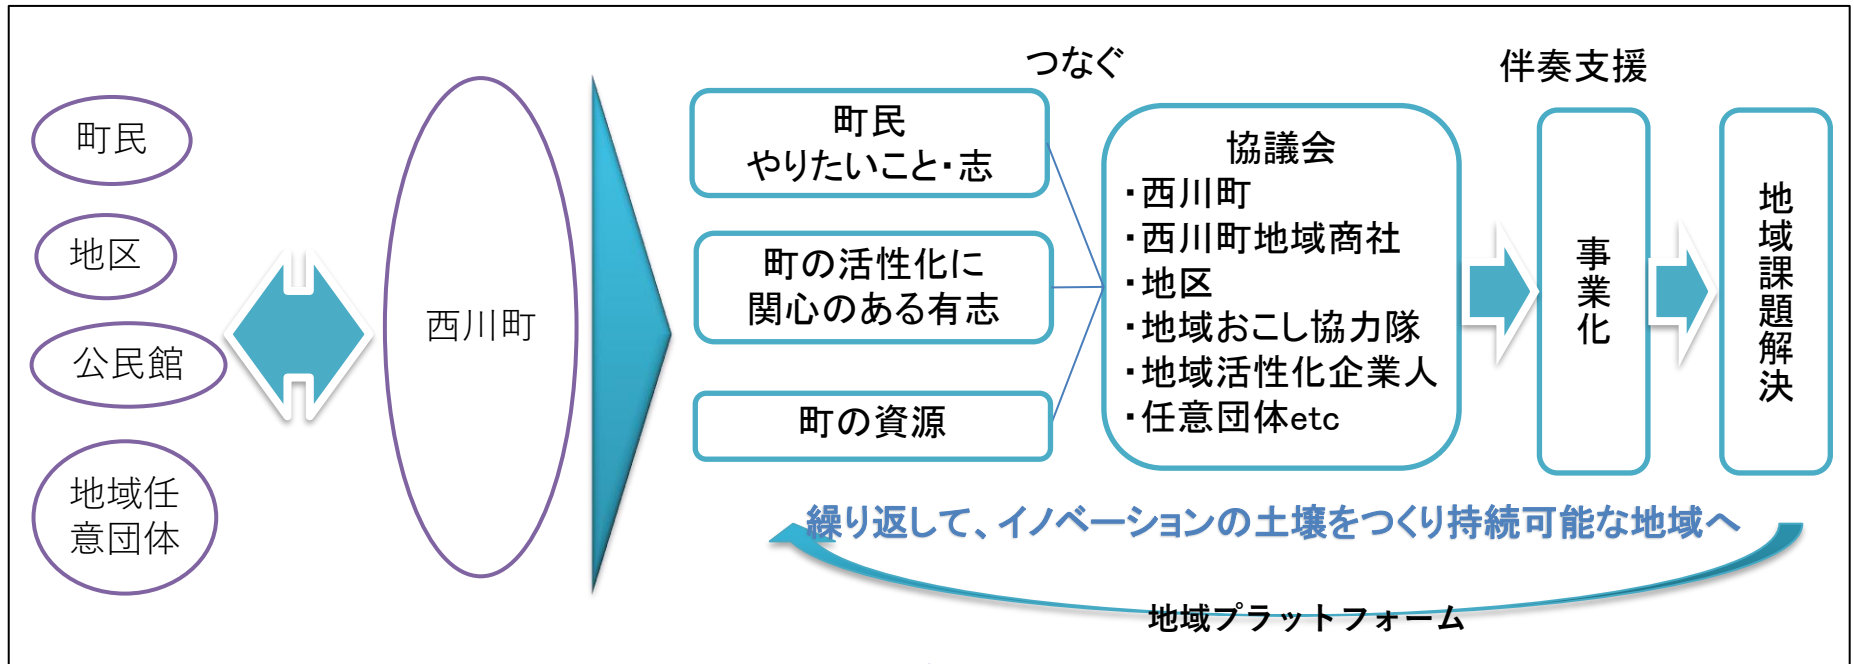 町民
地区
公民館
地域任
意団体
西川町
つなぐ
町民
やりたいこと・志
町の活性化に
関心のある有志
町の資源
協議会
・西川町
・西川町地域商社
・地区
・地域おこし協力隊
・地域活性化企業人
・任意団体etc
伴奏支援
事業化
地域課題解決
繰り返して、イノベーションの土壌をつくり持続可能な地域へ
地域プラットフォーム